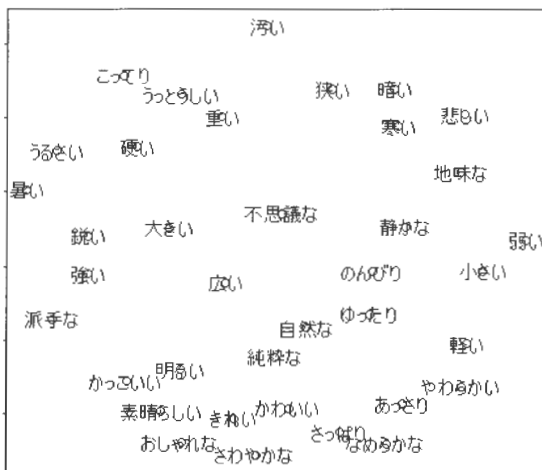 汚い
こってり
うっとうしい
狭い
暗い
重い
寒い
悲しい
うるさい
硬い
地味な
暑い
不思議な
鋭い
大きい
静かな
弱い
強い
広い
のんびり
小さい
派手な
自然な
ゆったり
純粋な
軽い
かっこいい
明るい
やわらかい
素晴らしい
きれい
かわいい
あっさり
おしゃれな
さわやかな
さっぱり
なめらかな